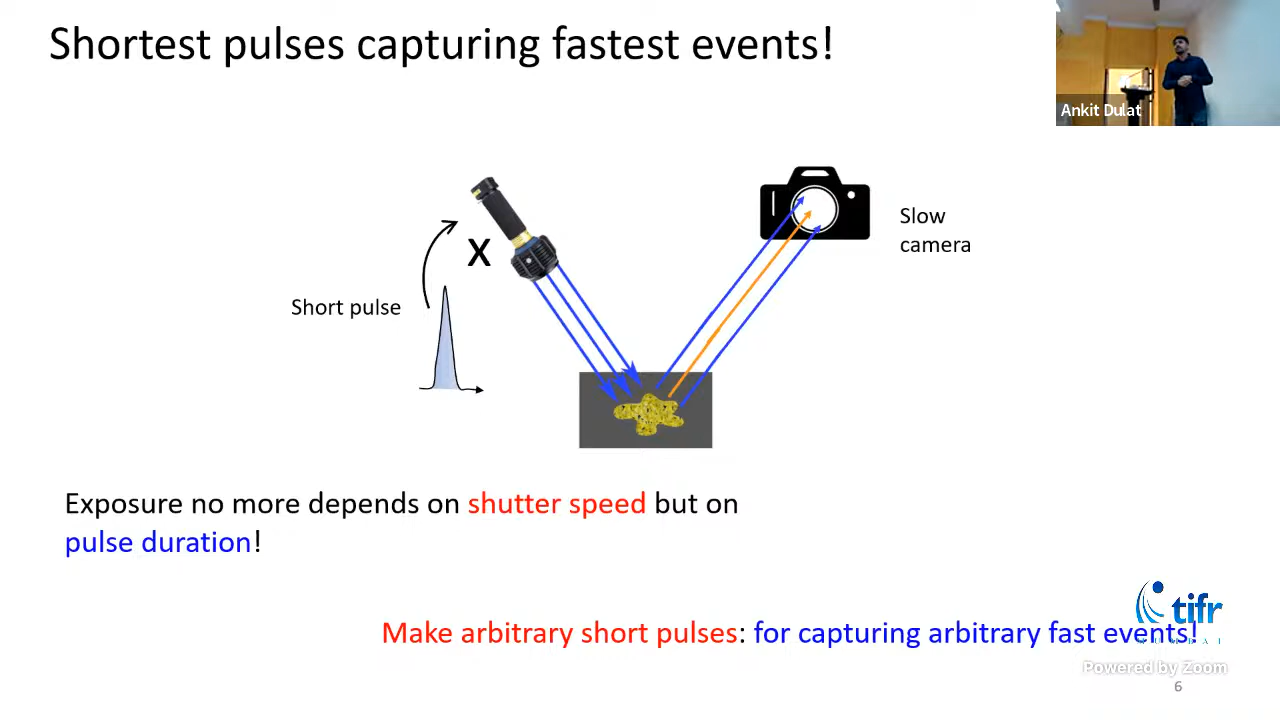 Shortest pulses capturing fastest events!
Ankit Dulat
Slow
camera
X
Short pulse
Exposure no more depends on shutter speed but on
pulse duration!
tifr
Make arbitrary short pulses: for capturing arbitrary fast events!
Powered by Zoom
6